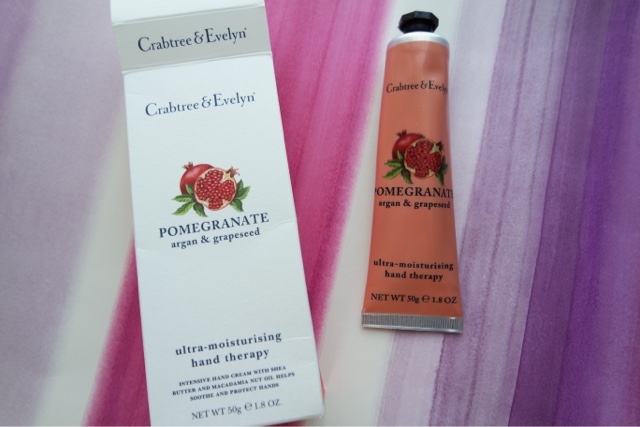 Crabtree & Evelyn®
Crabtree & Evelyn®
POMEGRANATE
argan & grapeseed
ultra-moisturising
hand therapy
INTENSIVE HAND CREAM WITH SHEA
BUTTER AND MACADAMIA NUT OIL HELPS
SOOTHE AND PROTECT HANDS
NET WT 50g ℮ 1.8 OZ.
Crabtree & Evelyn®
POMEGRANATE
argan & grapeseed
ultra-moisturising
hand therapy
NET WT 50g ℮ 1.8 OZ